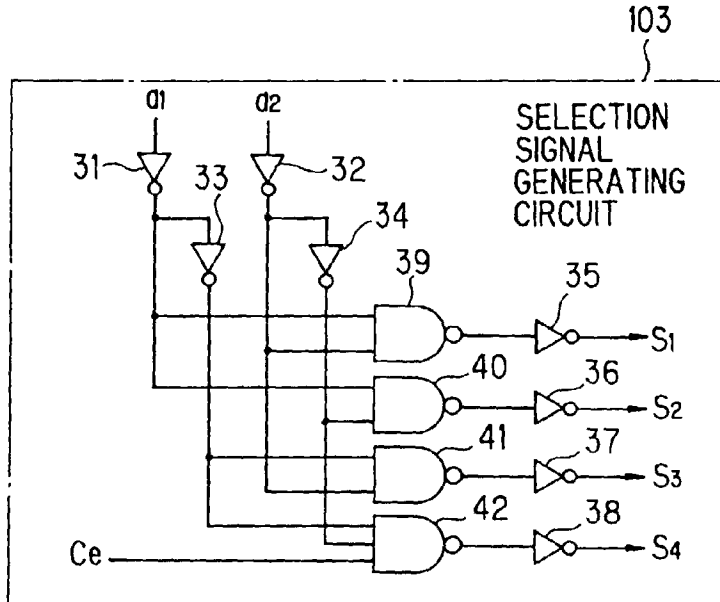 103
a1
a2
SELECTION
SIGNAL
GENERATING
CIRCUIT
31
33
32
34
39
35
S1
40
36
S2
41
37
S3
42
38
S4
Ce